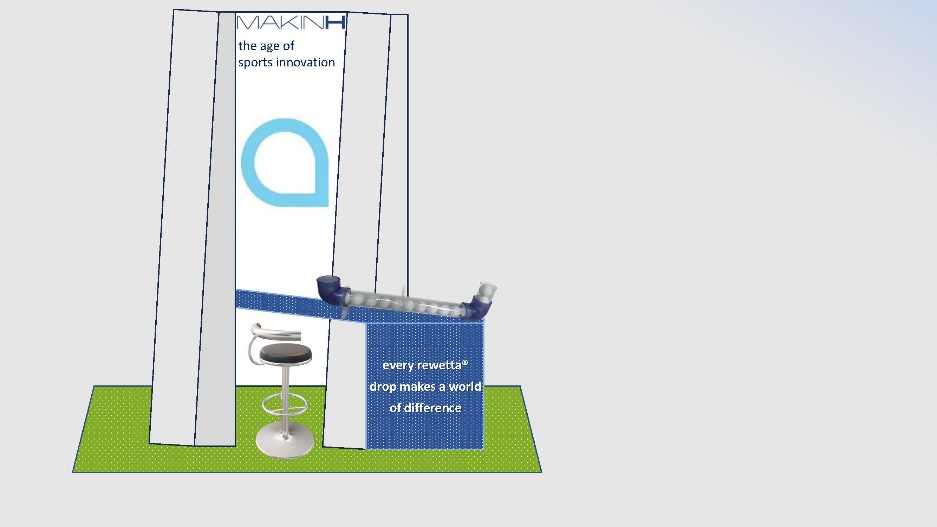 MAKINH
the age of
sports innovation
every rewetta®
drop makes a world
of difference